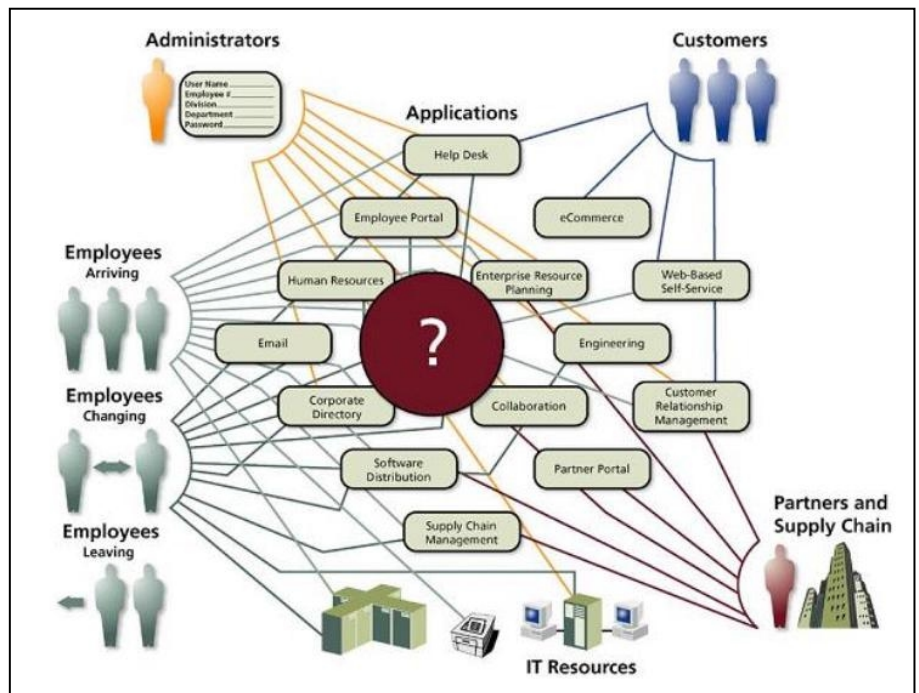 Administrators
User Name
Employee #
Division
Department
Password
Customers
Applications
Help Desk
Employee Portal
eCommerce
Employees
Arriving
Human Resources
Enterprise Resource
Planning
Web-Based
Self-Service
?
Email
Engineering
Employees
Changing
Corporate
Directory
Collaboration
Customer
Relationship
Management
Software
Distribution
Partner Portal
Partners and
Supply Chain
Employees
Leaving
Supply Chain
Management
IT Resources